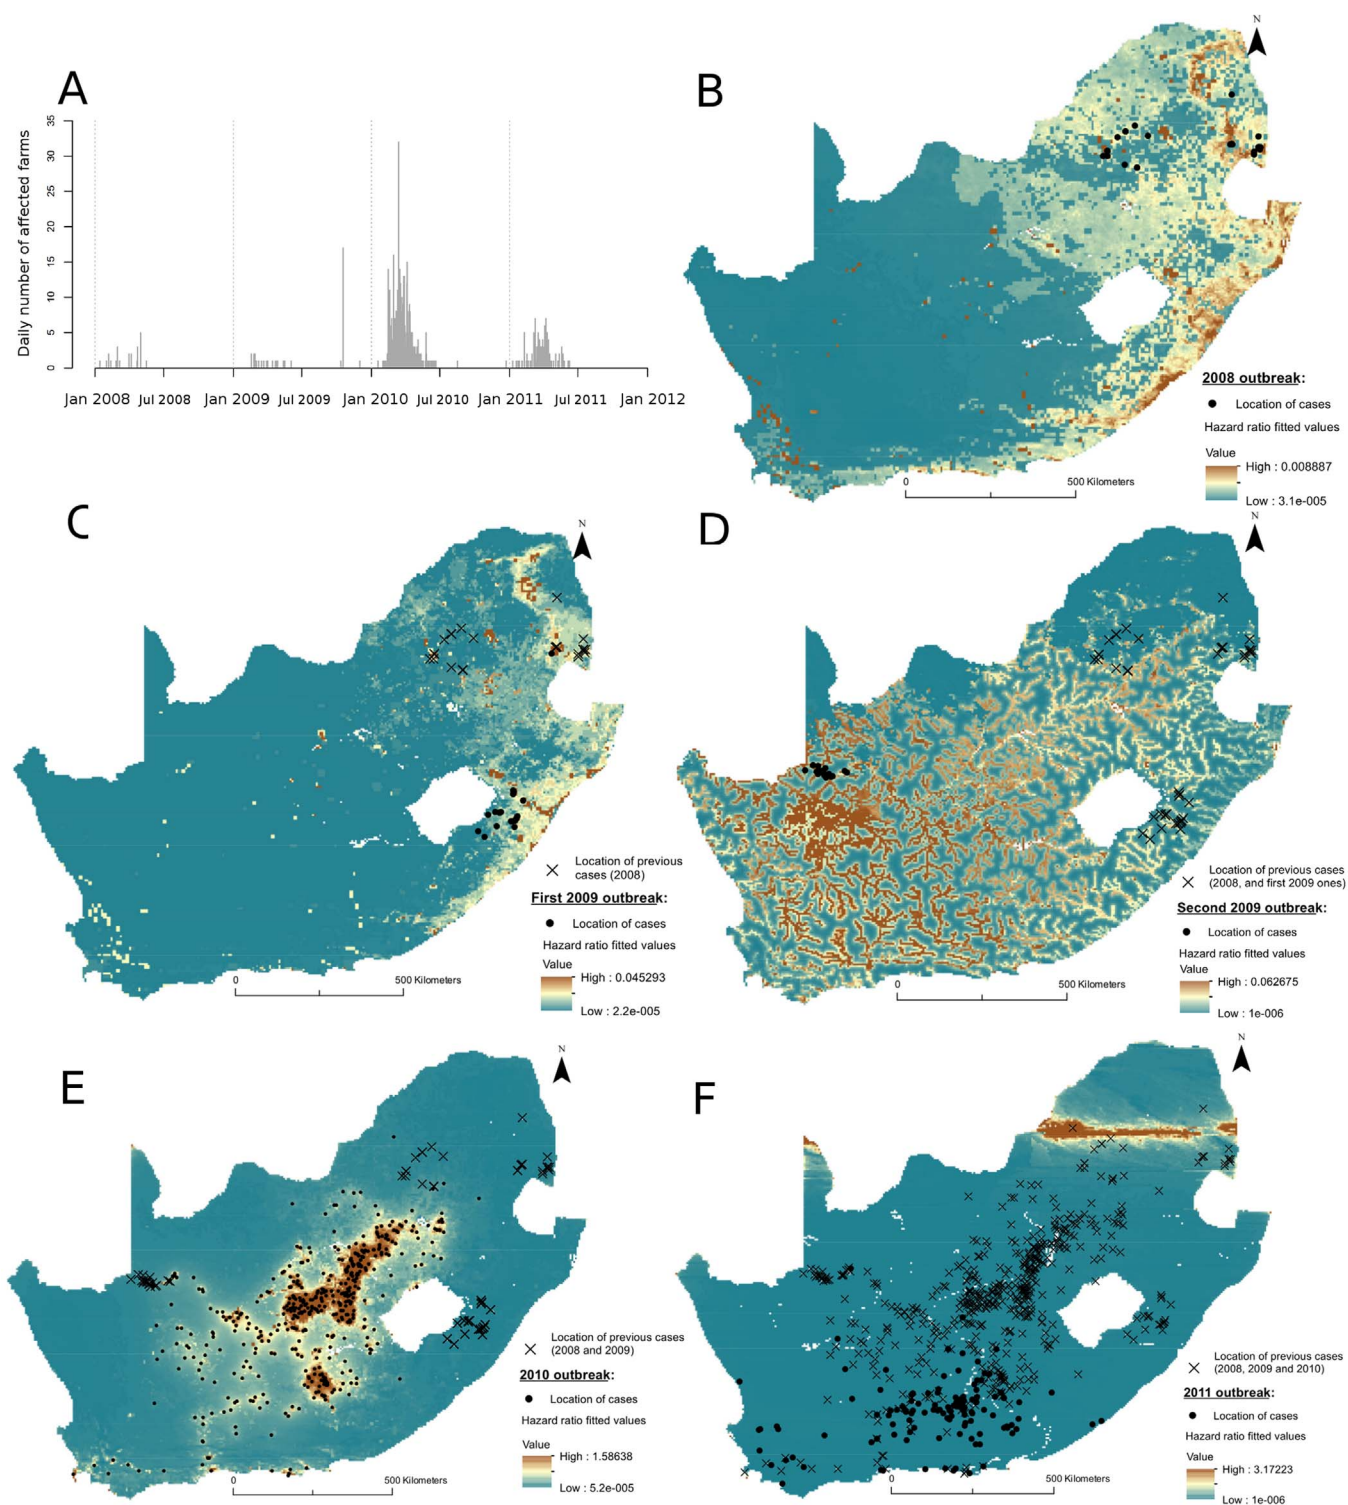 A
Daily number of affected farms
35
30
25
20
15
10
5
0
Jan 2008
Jul 2008
Jan 2009
Jul 2009
Jan 2010
Jul 2010
Jan 2011
Jul 2011
Jan 2012
B
N
2008 outbreak:
Location of cases
Hazard ratio fitted values
Value
High : 0.008887
Low : 3.1e-005
0
500 Kilometers
C
N
Location of previous
cases (2008)
First 2009 outbreak:
Location of cases
Hazard ratio fitted values
Value
High : 0.045293
Low : 2.2e-005
0
500 Kilometers
D
N
Location of previous cases
(2008, and first 2009 ones)
Second 2009 outbreak:
Location of cases
Hazard ratio fitted values
Value
High : 0.062675
Low : 1e-006
0
500 Kilometers
E
N
Location of previous cases
(2008 and 2009)
2010 outbreak:
Location of cases
Hazard ratio fitted values
Value
High : 1.58638
Low : 5.2e-005
0
500 Kilometers
F
N
Location of previous cases
(2008, 2009 and 2010)
2011 outbreak:
Location of cases
Hazard ratio fitted values
Value
High : 3.17223
Low : 1e-006
0
500 Kilometers